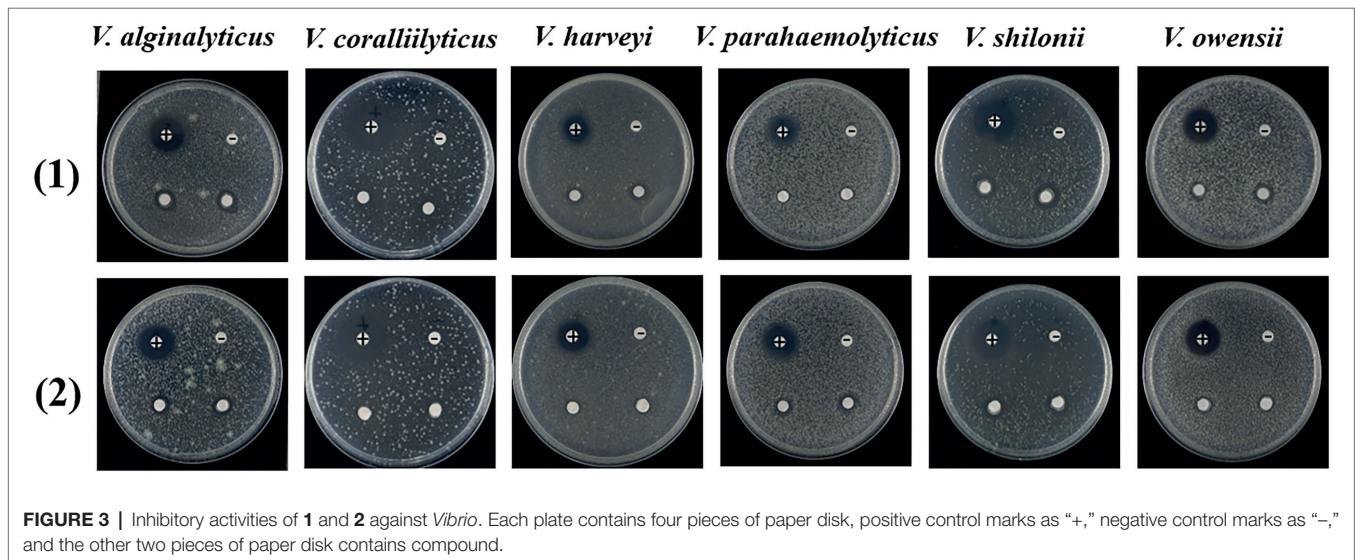 V. alginalyticus V. coralliilyticus V. harveyi V. parahaemolyticus V. shilonii V. owensii
(1)
+ − + − + − + − + − + −
(2)
+ − + − + − + − + − + −
FIGURE 3 | Inhibitory activities of 1 and 2 against Vibrio. Each plate contains four pieces of paper disk, positive control marks as “+,” negative control marks as “–,”
and the other two pieces of paper disk contains compound.